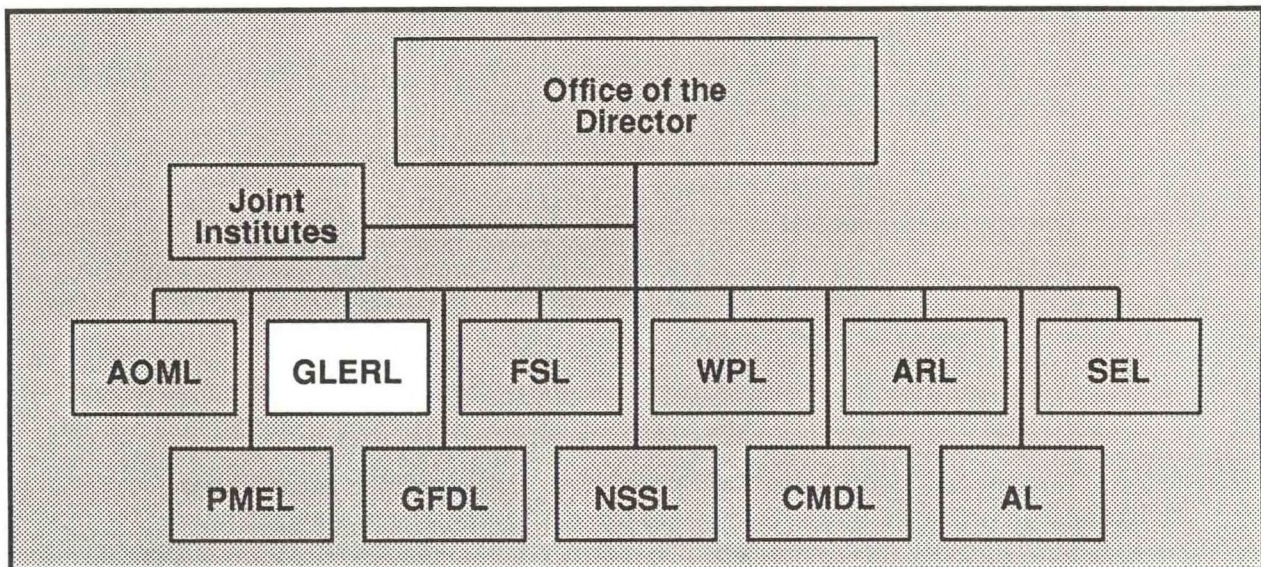 Office of the
Director
Joint
Institutes
AOML
GLERL
FSL
WPL
ARL
SEL
PMEL
GFDL
NSSL
CMDL
AL